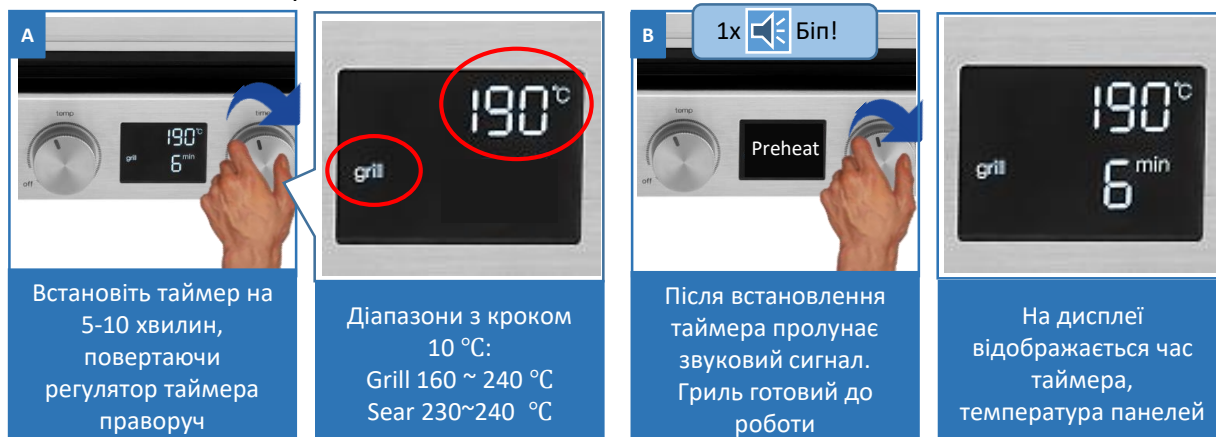 A
temp
time
190°C
grill
6 min
off
Встановіть таймер на
5-10 хвилин,
повертаючи
регулятор таймера
праворуч
190°C
grill
Діапазони з кроком
10 °C:
Grill 160 ~ 240 °C
Sear 230~240 °C
B
1x Біп!
temp
Preheat
off
Після встановлення
таймера пролунає
звуковий сигнал.
Гриль готовий до
роботи
190°C
grill
6 min
На дисплеї
відображається час
таймера,
температура панелей